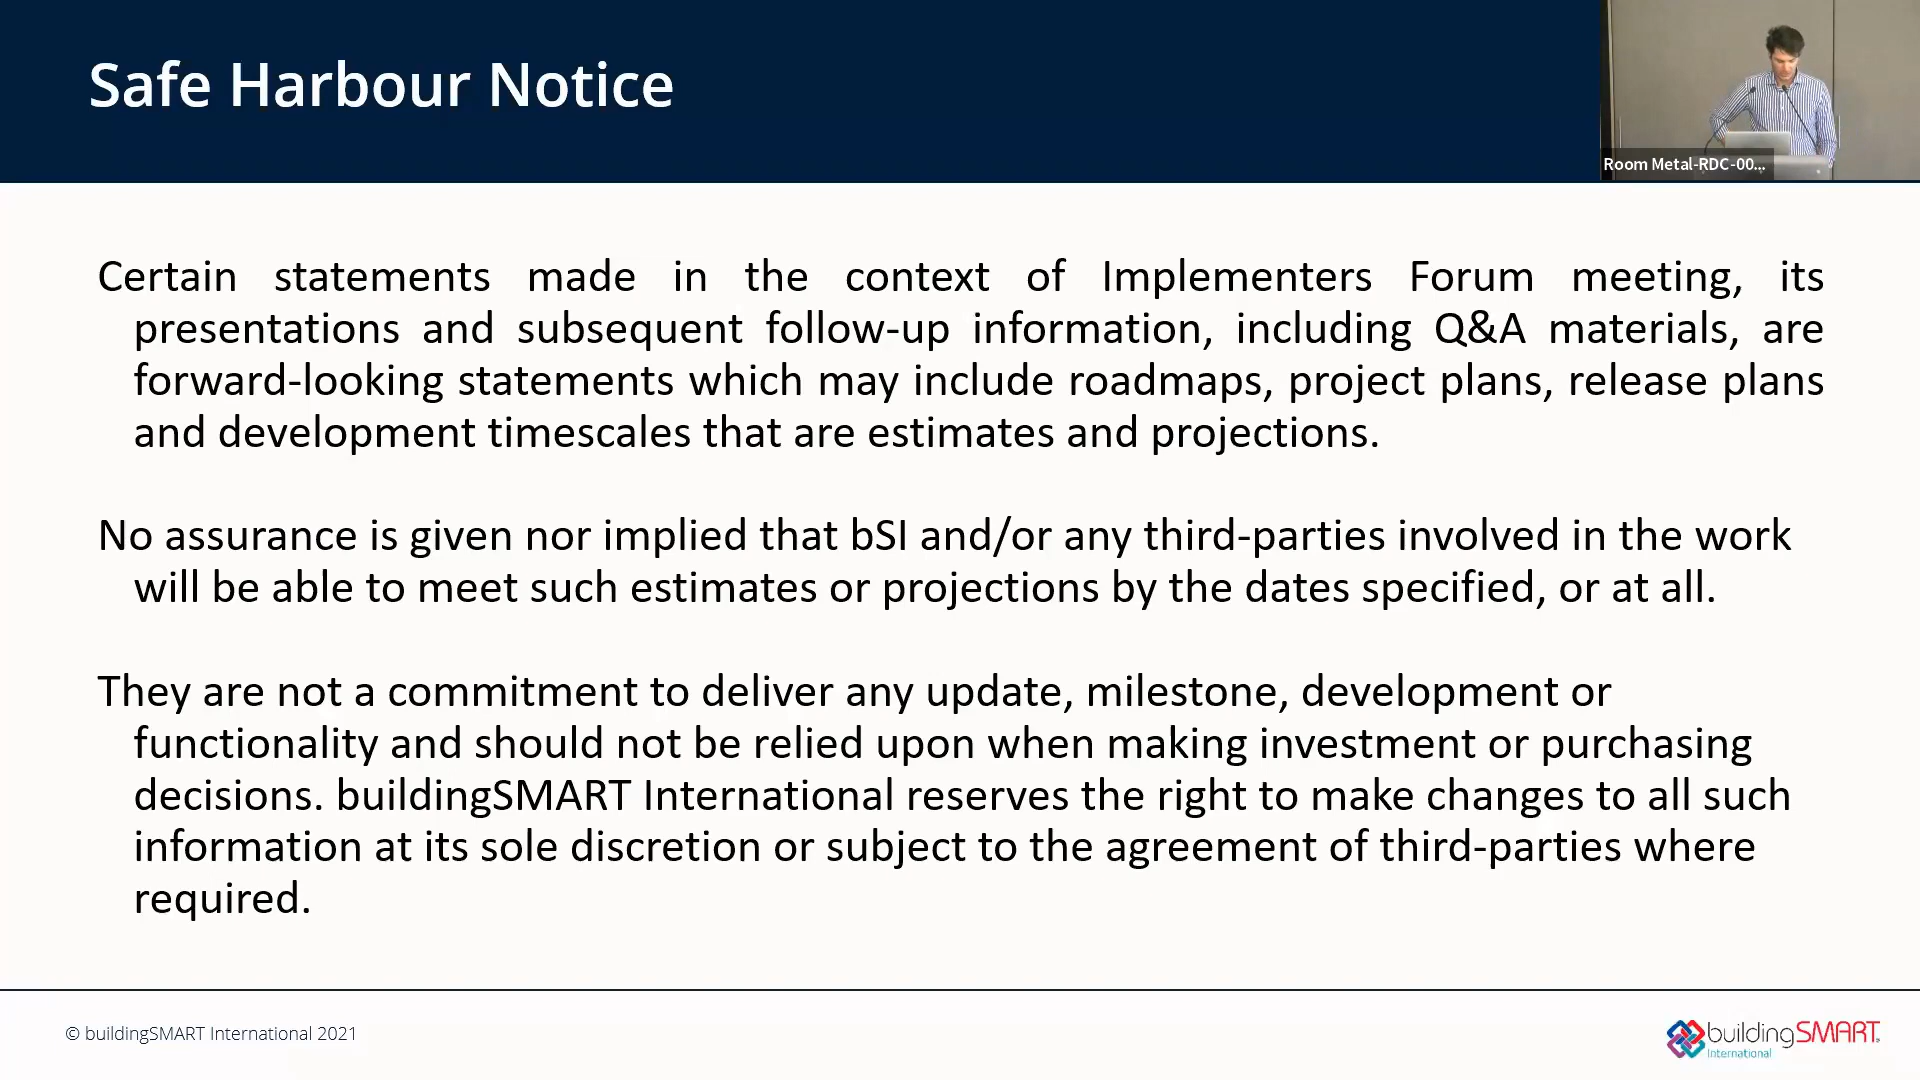 Safe Harbour Notice
Room Metal-RDC-00...
Certain statements made in the context of Implementers Forum meeting, its
presentations and subsequent follow-up information, including Q&A materials, are
forward-looking statements which may include roadmaps, project plans, release plans
and development timescales that are estimates and projections.
No assurance is given nor implied that bSI and/or any third-parties involved in the work
will be able to meet such estimates or projections by the dates specified, or at all.
They are not a commitment to deliver any update, milestone, development or
functionality and should not be relied upon when making investment or purchasing
decisions. buildingSMART International reserves the right to make changes to all such
information at its sole discretion or subject to the agreement of third-parties where
required.
© buildingSMART International 2021
buildingSMART
International